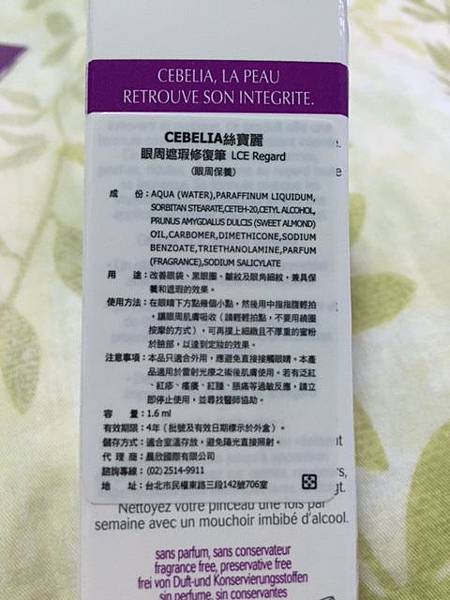 CEBELIA, LA PEAU
RETROUVE SON INTEGRITE.
CEBELIA絲寶麗
眼周遮瑕修復筆 LCE Regard
(眼周保養)
成 份：AQUA (WATER),PARAFFINUM LIQUIDUM,
SORBITAN STEARATE,CETEH-20,CETYL ALCOHOL,
PRUNUS AMYGDALUS DULCIS (SWEET ALMOND)
OIL,CARBOMER,DIMETHICONE,SODIUM
BENZOATE,TRIETHANOLAMINE,PARFUM
(FRAGRANCE),SODIUM SALICYLATE
用 途：改善眼袋、黑眼圈、皺紋及眼角細紋，兼具保
養和遮瑕的效果。
使用方法：在眼睛下方點幾個小點，然後用中指指腹輕拍
，讓眼周肌膚吸收（請輕輕拍點，不要用繞圈
按摩的方式），可再撲上細緻且不厚重的蜜粉
於臉部，以達到定妝的效果。
注意事項：本品只適合外用，應避免直接接觸眼睛。本產
品適用於雷射光療之術後肌膚使用。若有泛紅
、紅疹、癢癢、紅腫、脹痛等過敏反應，請立
即停止使用，並尋找醫師協助。
容 量：1.6 ml
有效期限：4年（批號及有效日期標示於外盒）。
儲存方式：適合室溫存放，避免陽光直接照射。
代 理 商：晨欣國際有限公司
諮詢專線：(02)2514-9911
地 址：台北市民權東路三段142號706室
Nettoyez votre pinceau une fois par
semaine avec un mouchoir imbibé d'alcool.
sans parfum, sans conservateur
fragrance free, preservative free
frei von Duft-und Konservierungsstoffen
sin perfume, sin conservantes